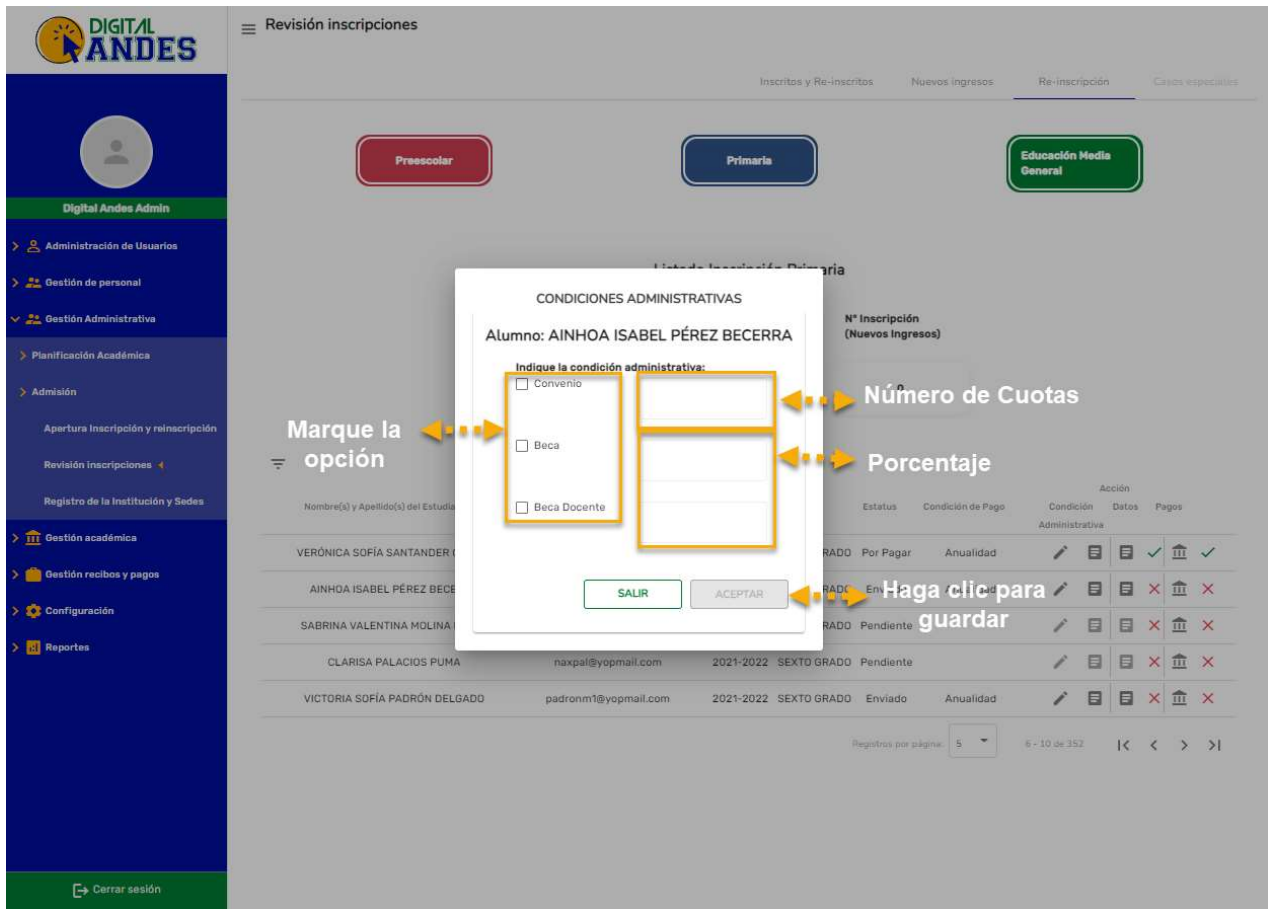 DIGITAL
ANDES
Revisión inscripciones
Inscritos y Re-inscritos
Nuevos ingresos
Re-inscripción
Casos especiales
Preescolar
Primaria
Educación Media
General
Digital Andes Admin
Administración de Usuarios
Gestión de personal
Gestión Administrativa
Planificación Académica
Admisión
Apertura Inscripción y reinscripción
Revisión inscripciones
Registro de la Institución y Sedes
Gestión académica
Gestión recibos y pagos
Configuración
Reportes
Cerrar sesión
Listado Inscripción Primaria
N° Inscripción
(Nuevos Ingresos)
CONDICIONES ADMINISTRATIVAS
Alumno: AINHOA ISABEL PÉREZ BECERRA
Indique la condición administrativa:
Convenio
Beca
Beca Docente
SALIR
ACEPTAR
Marque la
opción
Número de Cuotas
Porcentaje
Haga clic para
guardar
Acción
Nombre(s) y Apellido(s) del Estudia
Estatus
Condición de Pago
Condición
Administrativa
Datos
Pagos
VERÓNICA SOFÍA SANTANDER
RADO Por Pagar Anualidad
AINHOA ISABEL PÉREZ BECE
SABRINA VALENTINA MOLINA
RADO Pendiente
CLARISA PALACIOS PUMA naxpal@yopmail.com 2021-2022 SEXTO GRADO Pendiente
VICTORIA SOFÍA PADRÓN DELGADO padronm1@yopmail.com 2021-2022 SEXTO GRADO Enviado Anualidad
Registros por página: 5 6 - 10 de 352